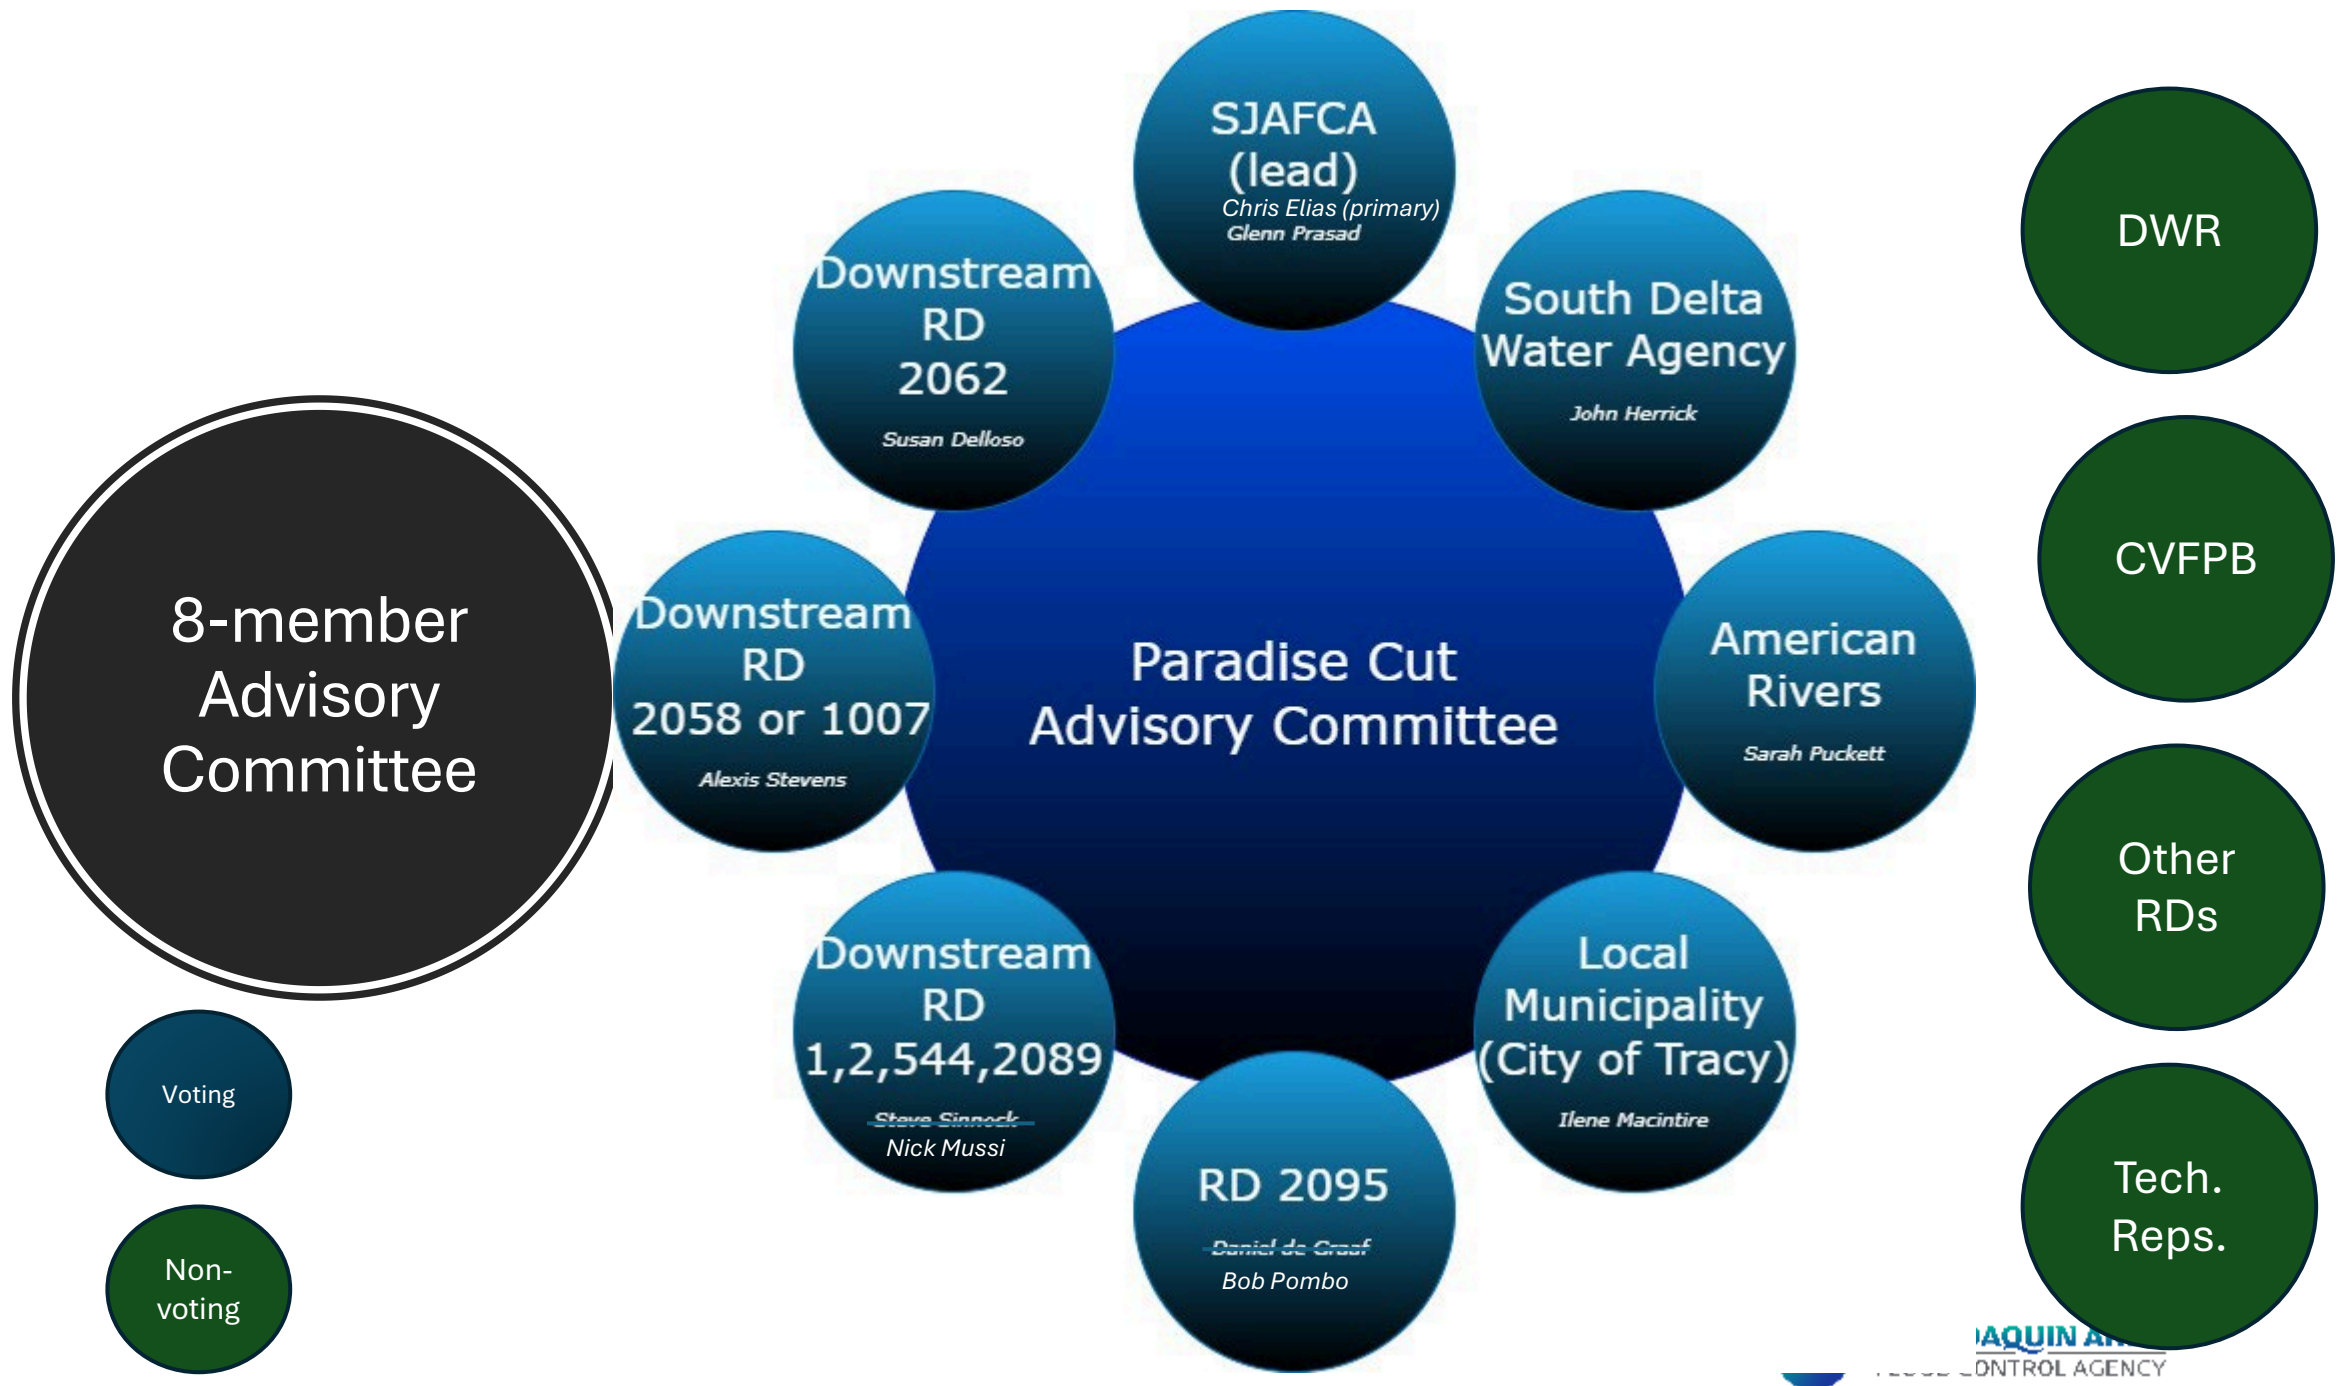 8-member
Advisory
Committee
Voting
Non-
voting
SJAFCA
(lead)
Chris Elias (primary)
Glenn Prasad
South Delta
Water Agency
John Herrick
American
Rivers
Sarah Puckett
Local
Municipality
(City of Tracy)
Ilene Macintire
RD 2095
Daniel de Graaf
Bob Pombo
Downstream
RD
1,2,544,2089
Steve Sinnock
Nick Mussi
Downstream
RD
2058 or 1007
Alexis Stevens
Downstream
RD
2062
Susan Delloso
Paradise Cut
Advisory Committee
DWR
CVFPB
Other
RDs
Tech.
Reps.
AQUIN
CONTROL AGENCY